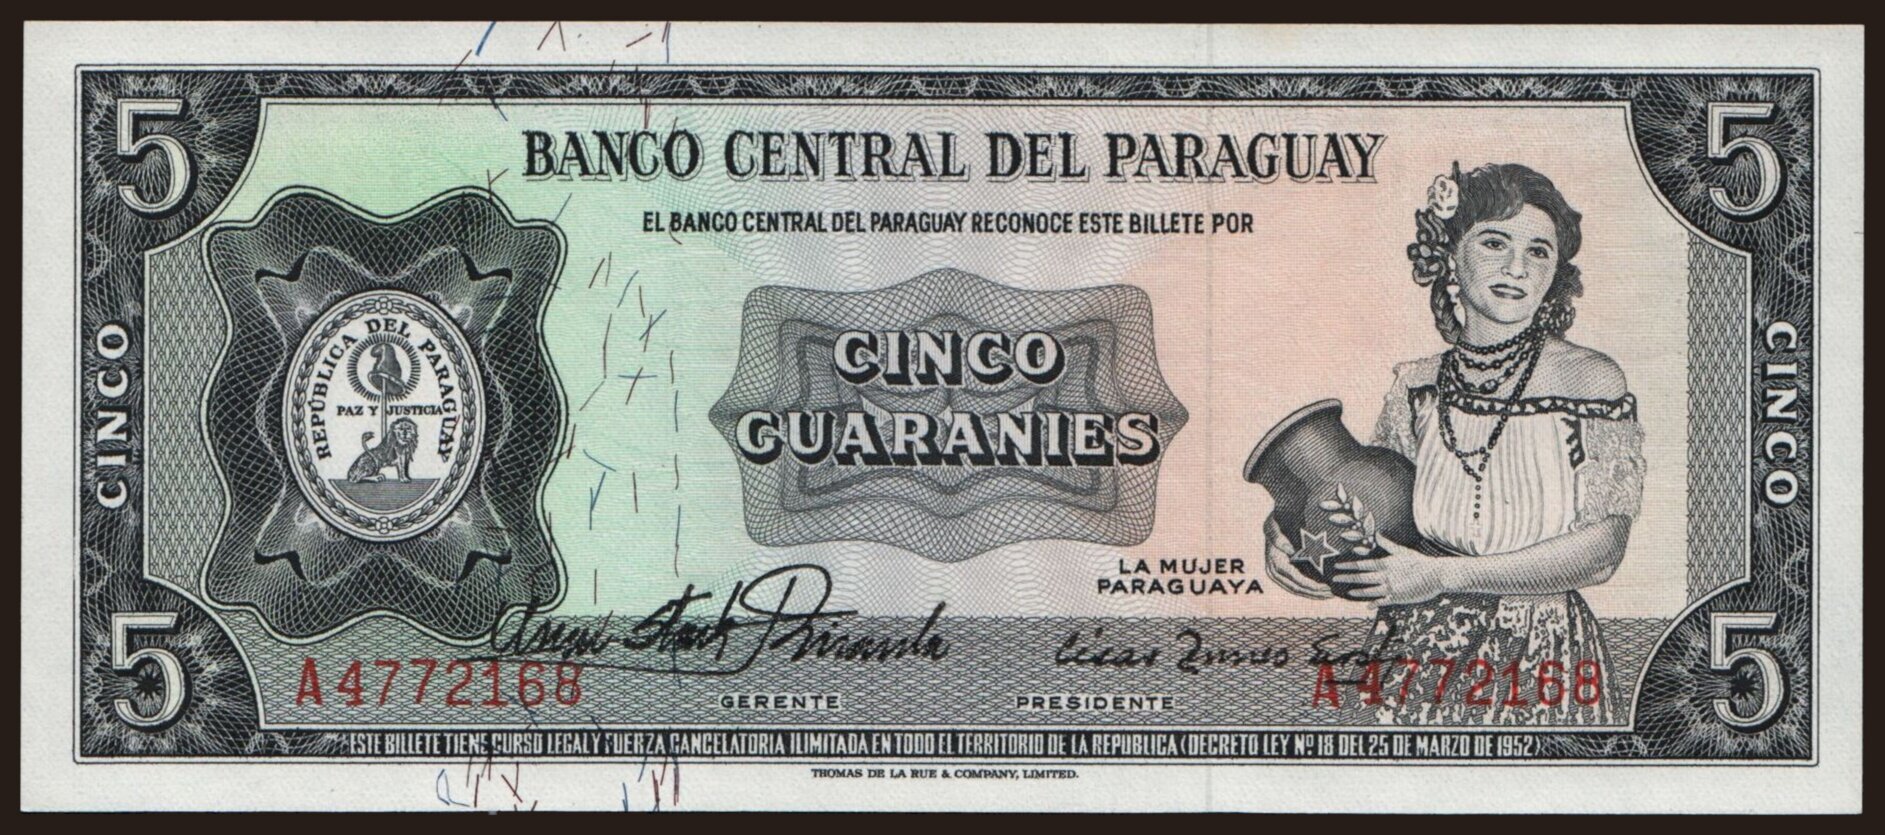 5
5
BANCO CENTRAL DEL PARAGUAY
EL BANCO CENTRAL DEL PARAGUAY RECONOCE ESTE BILLETE POR
CINCO
REPÚBLICA DEL PARAGUAY
PAZ Y JUSTICIA
CINCO
GUARANIES
CINCO
LA MUJER
PARAGUAYA
5
5
A4772168
GERENTE
PRESIDENTE
A4772168
ESTE BILLETE TIENE CURSO LEGAL Y FUERZA CANCELATORIA ILIMITADA EN TODO EL TERRITORIO DE LA REPUBLICA (DECRETO LEY Nº 18 DEL 25 DE MARZO DE 1952)
THOMAS DE LA RUE & COMPANY, LIMITED.